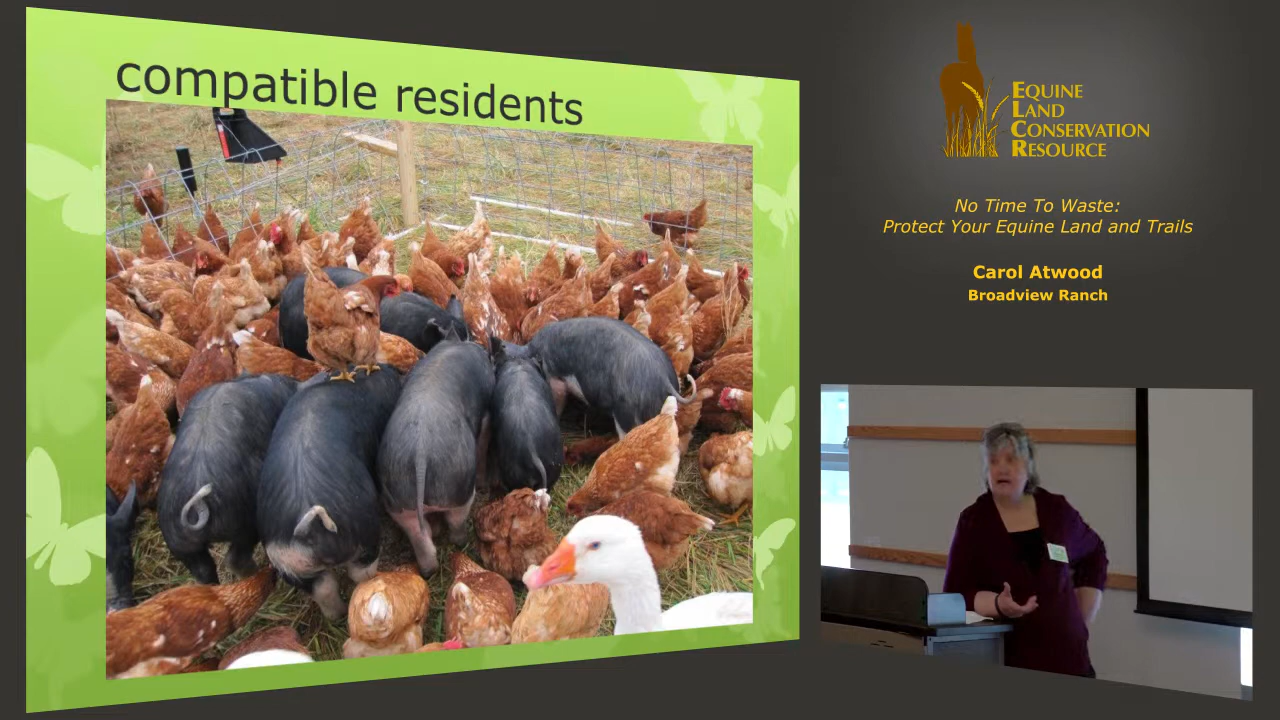 compatible residents
EQUINE
LAND
CONSERVATION
RESOURCE
No Time To Waste:
Protect Your Equine Land and Trails
Carol Atwood
Broadview Ranch